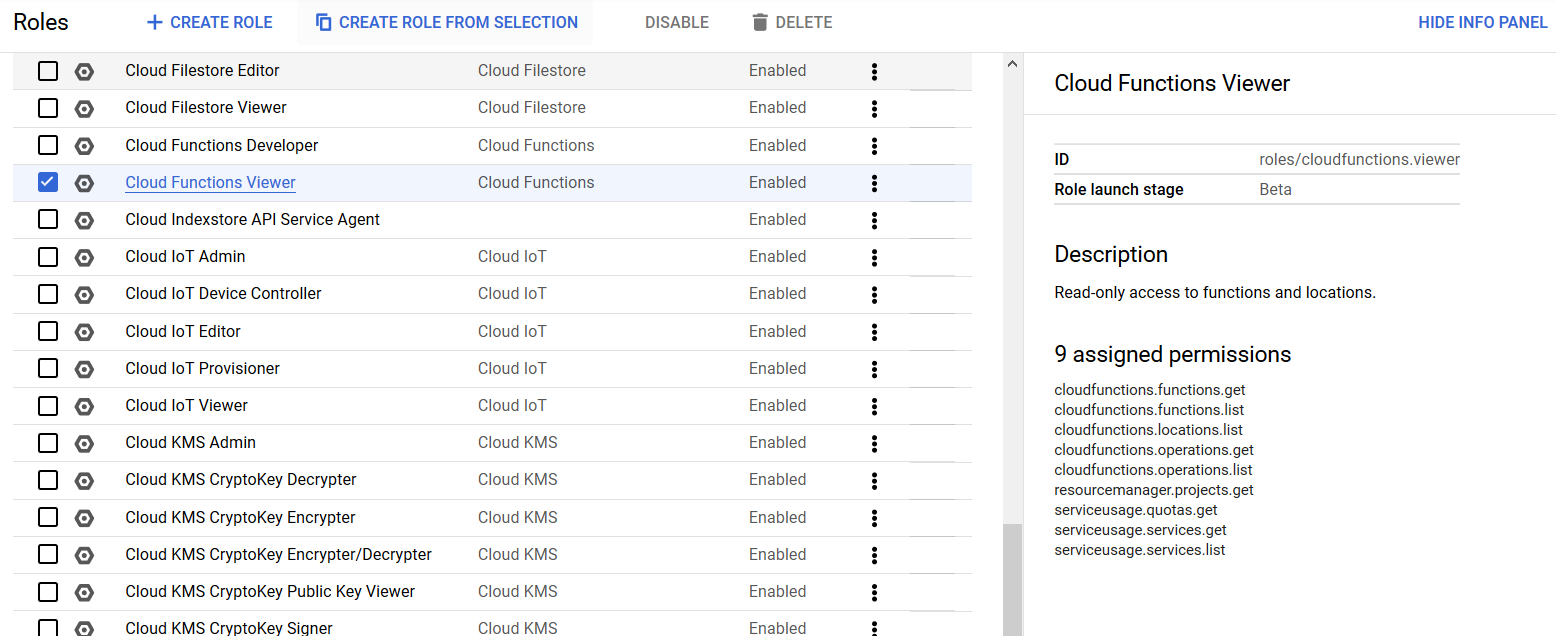 Roles CREATE ROLE CREATE ROLE FROM SELECTION DISABLE DELETE HIDE INFO PANEL
Cloud Filestore Editor Cloud Filestore Enabled
Cloud Filestore Viewer Cloud Filestore Enabled
Cloud Functions Developer Cloud Functions Enabled
Cloud Functions Viewer Cloud Functions Enabled
Cloud Indexstore API Service Agent Enabled
Cloud IoT Admin Cloud IoT Enabled
Cloud IoT Device Controller Cloud IoT Enabled
Cloud IoT Editor Cloud IoT Enabled
Cloud IoT Provisioner Cloud IoT Enabled
Cloud IoT Viewer Cloud IoT Enabled
Cloud KMS Admin Cloud KMS Enabled
Cloud KMS CryptoKey Decrypter Cloud KMS Enabled
Cloud KMS CryptoKey Encrypter Cloud KMS Enabled
Cloud KMS CryptoKey Encrypter/Decrypter Cloud KMS Enabled
Cloud KMS CryptoKey Public Key Viewer Cloud KMS Enabled
Cloud KMS CryptoKey Signer Cloud KMS Enabled
Cloud Functions Viewer
ID roles/cloudfunctions.viewer
Role launch stage Beta
Description
Read-only access to functions and locations.
9 assigned permissions
cloudfunctions.functions.get
cloudfunctions.functions.list
cloudfunctions.locations.list
cloudfunctions.operations.get
cloudfunctions.operations.list
resourcemanager.projects.get
serviceusage.quotas.get
serviceusage.services.get
serviceusage.services.list